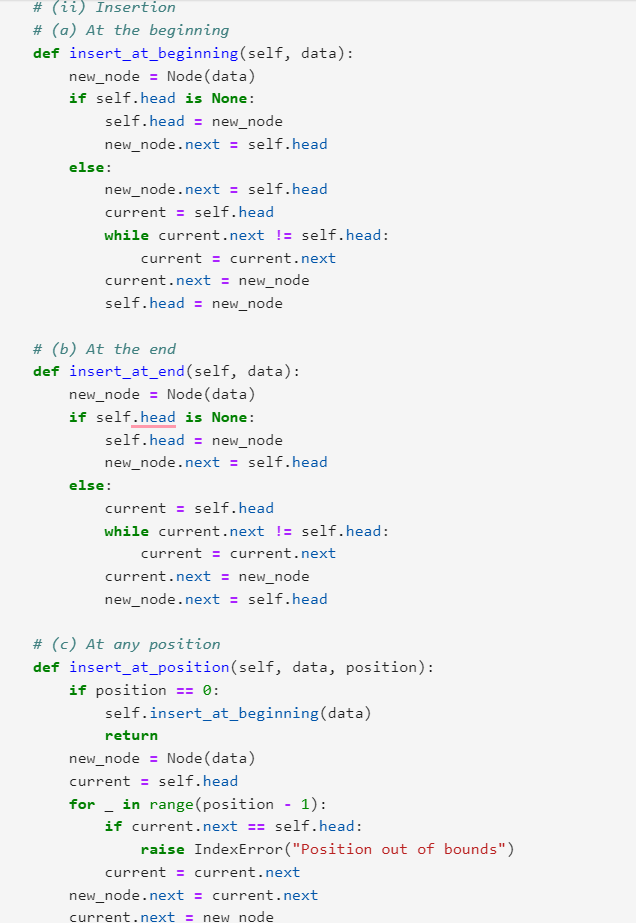 # (ii) Insertion
# (a) At the beginning
def insert_at_beginning(self, data):
    new_node = Node(data)
    if self.head is None:
        self.head = new_node
        new_node.next = self.head
    else:
        new_node.next = self.head
        current = self.head
        while current.next != self.head:
            current = current.next
        current.next = new_node
        self.head = new_node

# (b) At the end
def insert_at_end(self, data):
    new_node = Node(data)
    if self.head is None:
        self.head = new_node
        new_node.next = self.head
    else:
        current = self.head
        while current.next != self.head:
            current = current.next
        current.next = new_node
        new_node.next = self.head

# (c) At any position
def insert_at_position(self, data, position):
    if position == 0:
        self.insert_at_beginning(data)
        return
    new_node = Node(data)
    current = self.head
    for _ in range(position - 1):
        if current.next == self.head:
            raise IndexError("Position out of bounds")
        current = current.next
    new_node.next = current.next
    current.next = new_node